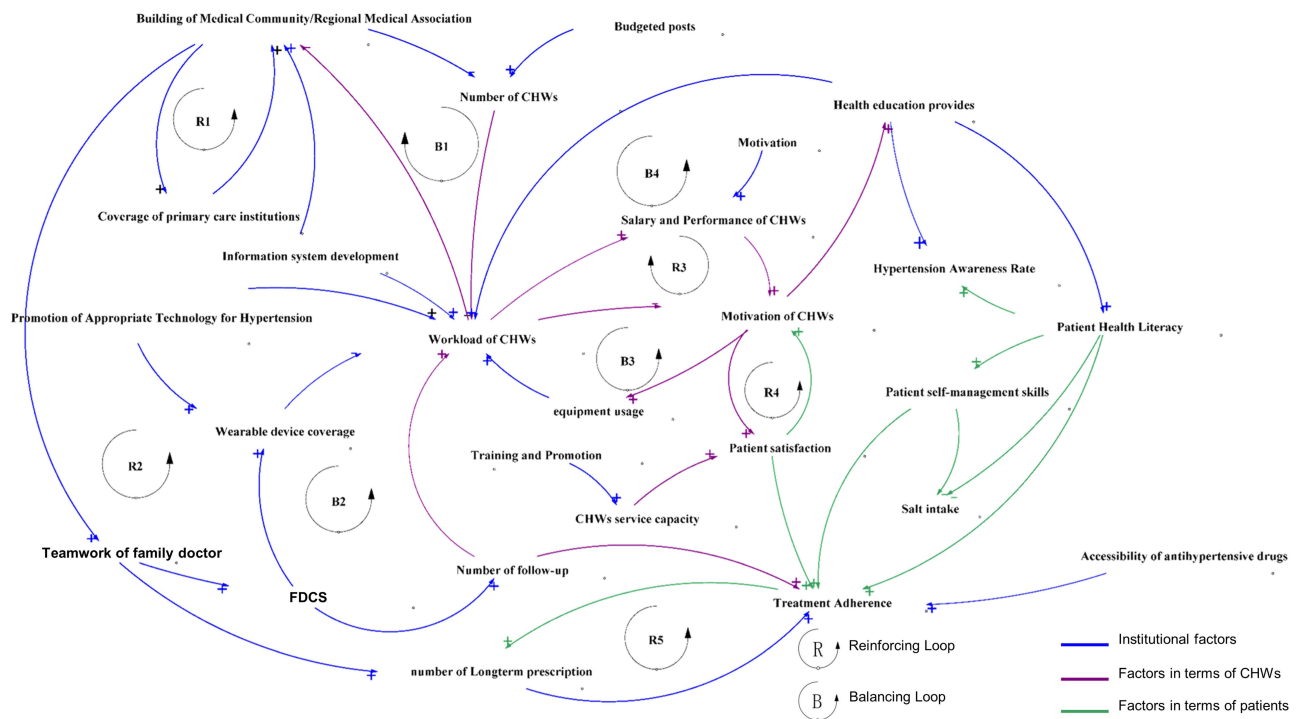 Building of Medical Community/Regional Medical Association
Budgeted posts
Number of CHWs
Health education provides
R1
B1
Motivation
B4
Coverage of primary care institutions
Salary and Performance of CHWs
Information system development
R3
Hypertension Awareness Rate
Promotion of Appropriate Technology for Hypertension
Motivation of CHWs
Patient Health Literacy
Workload of CHWs
B3
R4
Patient self-management skills
equipment usage
Wearable device coverage
Patient satisfaction
R2
Training and Promotion
B2
Salt intake
CHWs service capacity
Teamwork of family doctor
Accessibility of antihypertensive drugs
Number of follow-up
FDCS
Treatment Adherence
R5
number of Longterm prescription
R Reinforcing Loop
B Balancing Loop
Institutional factors
Factors in terms of CHWs
Factors in terms of patients